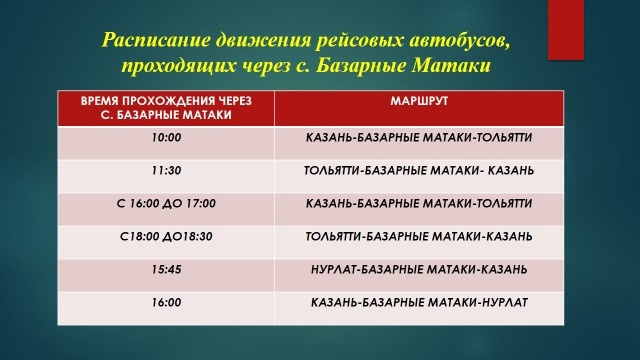 Расписание движения рейсовых автобусов,
проходящих через с. Базарные Матаки
ВРЕМЯ ПРОХОЖДЕНИЯ ЧЕРЕЗ
С. БАЗАРНЫЕ МАТАКИ
МАРШРУТ
10:00 КАЗАНЬ-БАЗАРНЫЕ МАТАКИ-ТОЛЬЯТТИ
11:30 ТОЛЬЯТТИ-БАЗАРНЫЕ МАТАКИ- КАЗАНЬ
С 16:00 ДО 17:00 КАЗАНЬ-БАЗАРНЫЕ МАТАКИ-ТОЛЬЯТТИ
С18:00 ДО18:30 ТОЛЬЯТТИ-БАЗАРНЫЕ МАТАКИ-КАЗАНЬ
15:45 НУРЛАТ-БАЗАРНЫЕ МАТАКИ-КАЗАНЬ
16:00 КАЗАНЬ-БАЗАРНЫЕ МАТАКИ-НУРЛАТ